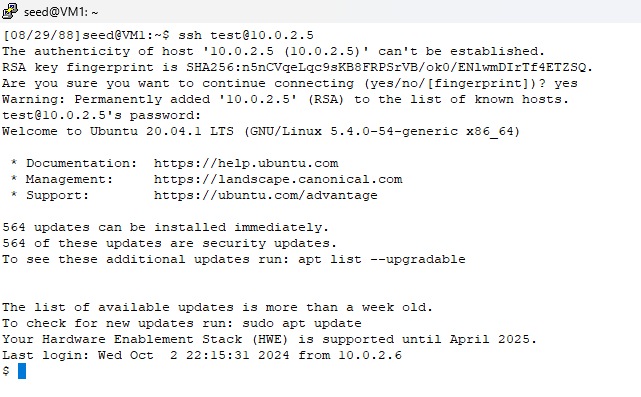 seed@VM1: ~
[08/29/88]seed@VM1:~$ ssh test@10.0.2.5
The authenticity of host '10.0.2.5 (10.0.2.5)' can't be established.
RSA key fingerprint is SHA256:n5nCVqeLqc9sKB8FRPSrVB/ok0/ENlwmDIrTf4ETZSQ.
Are you sure you want to continue connecting (yes/no/[fingerprint])? yes
Warning: Permanently added '10.0.2.5' (RSA) to the list of known hosts.
test@10.0.2.5's password:
Welcome to Ubuntu 20.04.1 LTS (GNU/Linux 5.4.0-54-generic x86_64)

 * Documentation:  https://help.ubuntu.com
 * Management:     https://landscape.canonical.com
 * Support:        https://ubuntu.com/advantage

564 updates can be installed immediately.
564 of these updates are security updates.
To see these additional updates run: apt list --upgradable

The list of available updates is more than a week old.
To check for new updates run: sudo apt update
Your Hardware Enablement Stack (HWE) is supported until April 2025.
Last login: Wed Oct  2 22:15:31 2024 from 10.0.2.6
$